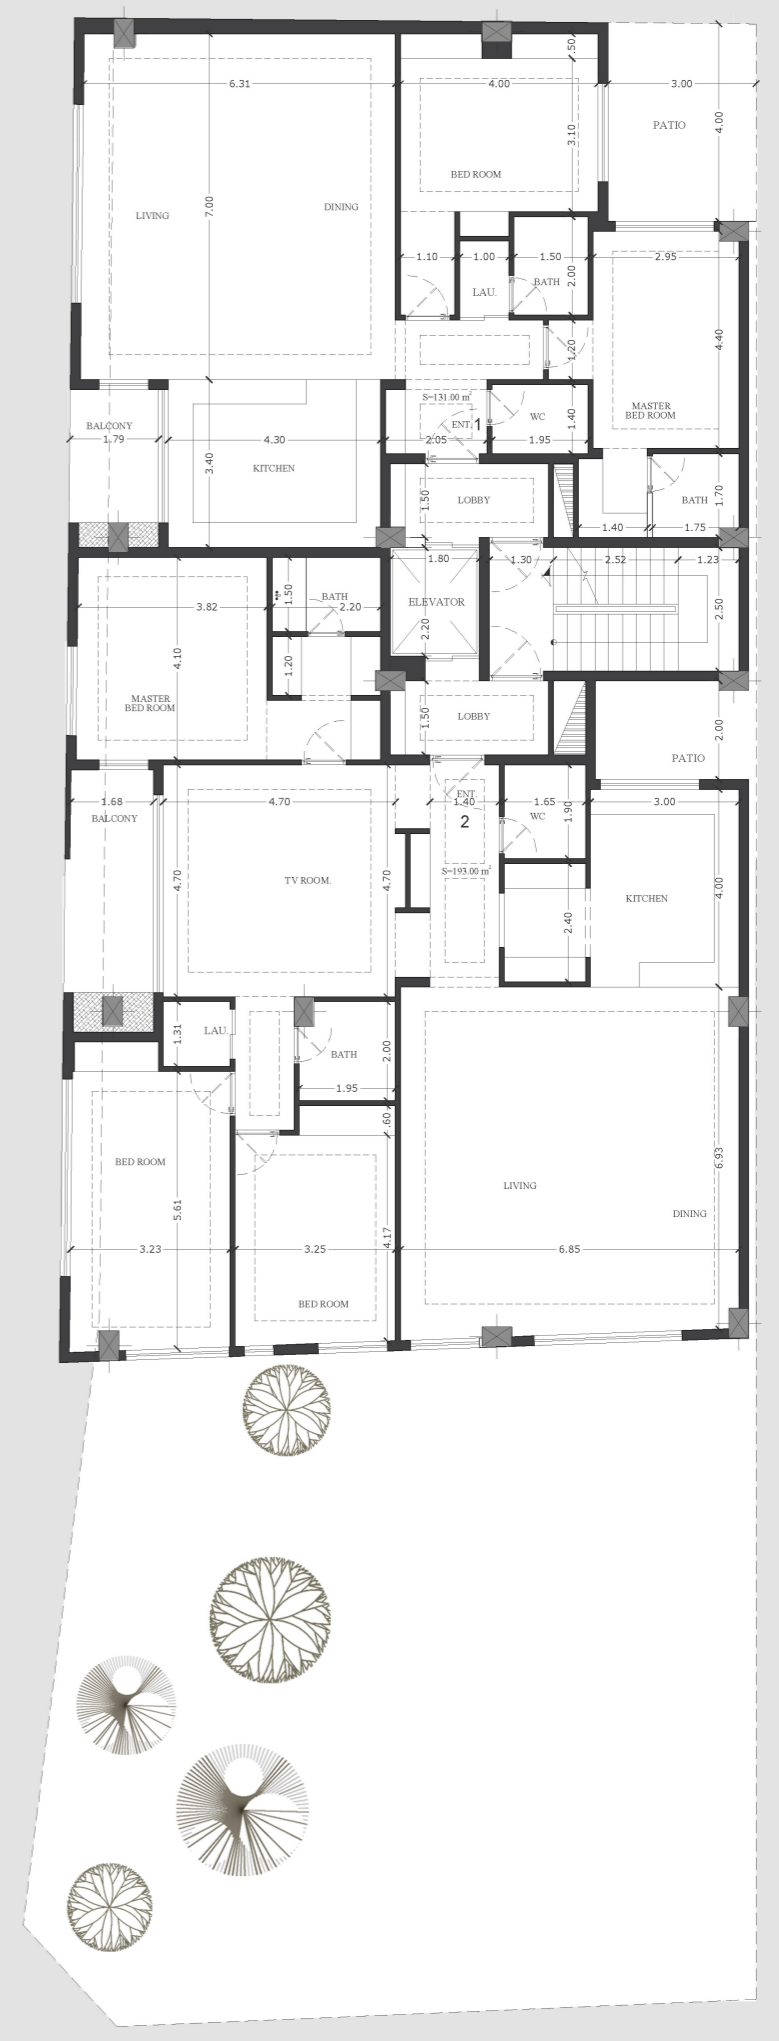 .50
6.31
4.00
3.00
4.00
PATIO
3.10
BED ROOM
7.00
DINING
LIVING
1.10
1.00
1.50
2.95
2.00
BATH
LAU.
4.40
1.20
S=131.00 m²
MASTER
BED ROOM
1.40
WC
ENT.
1
BALCONY
1.79
4.30
2.05
1.95
3.40
KITCHEN
1.50
LOBBY
BATH
1.70
1.40
1.75
1.80
1.30
2.52
1.23
1.50
BATH
ELEVATOR
3.82
2.20
2.50
2.20
4.10
1.20
MASTER
BED ROOM
1.50
LOBBY
2.00
PATIO
ENT.
1.68
4.70
1.40
1.65
1.90
3.00
BALCONY
2
WC
4.70
TV ROOM.
4.70
S=193.00 m²
4.00
KITCHEN
2.40
1.31
LAU.
BATH
2.00
1.95
.60
BED ROOM
6.93
LIVING
5.61
DINING
4.17
3.23
3.25
6.85
BED ROOM